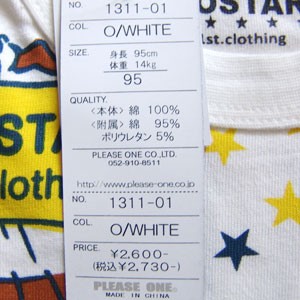 NO. 1311-01
COL. O/WHITE
SIZE.
身長 95cm
体重 14kg
95
QUALITY.
〈本体〉綿 100%
〈附属〉綿 95%
ポリウレタン 5%
PLEASE ONE CO.,LTD.
052-910-8511
http://www.please-one.co.jp
NO. 1311-01
COL. O/WHITE
PRICE.
¥2,600-
(税込¥2,730-)
PLEASE ONE.
MADE IN CHINA
OSTAR
1st.clothing
STA
cloth